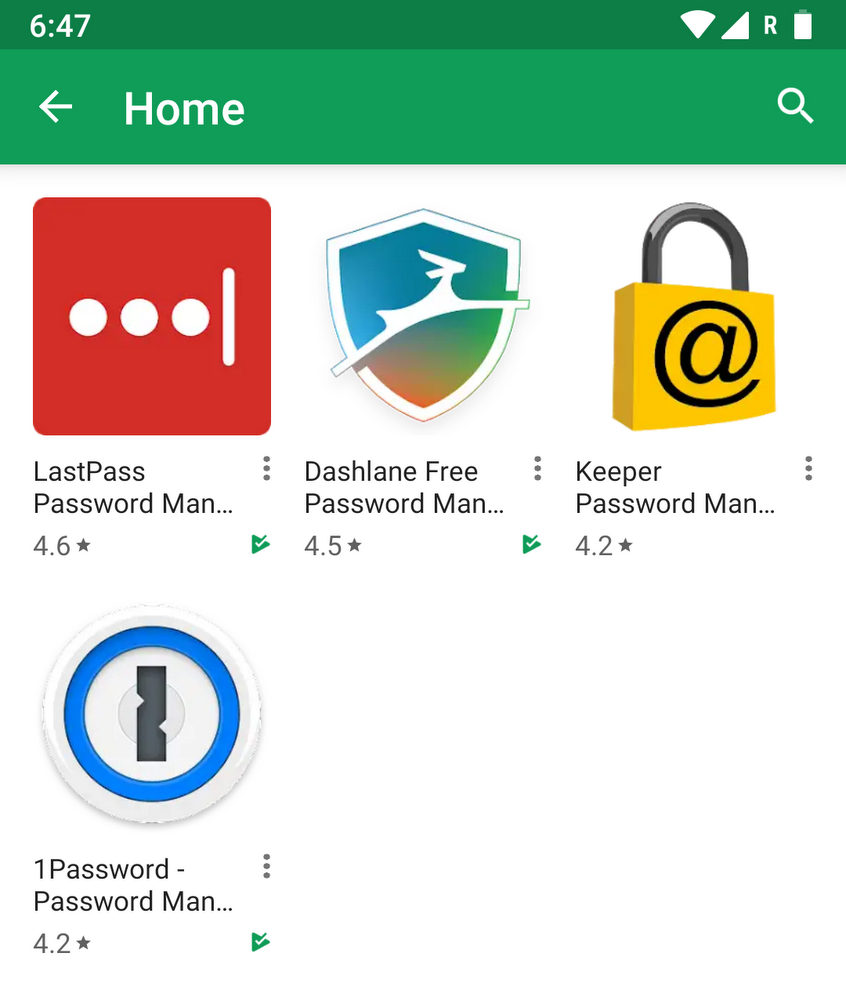 6:47
R
Home
@
LastPass
Password Man…
4.6
Dashlane Free
Password Man…
4.5
Keeper
Password Man…
4.2
1Password -
Password Man…
4.2